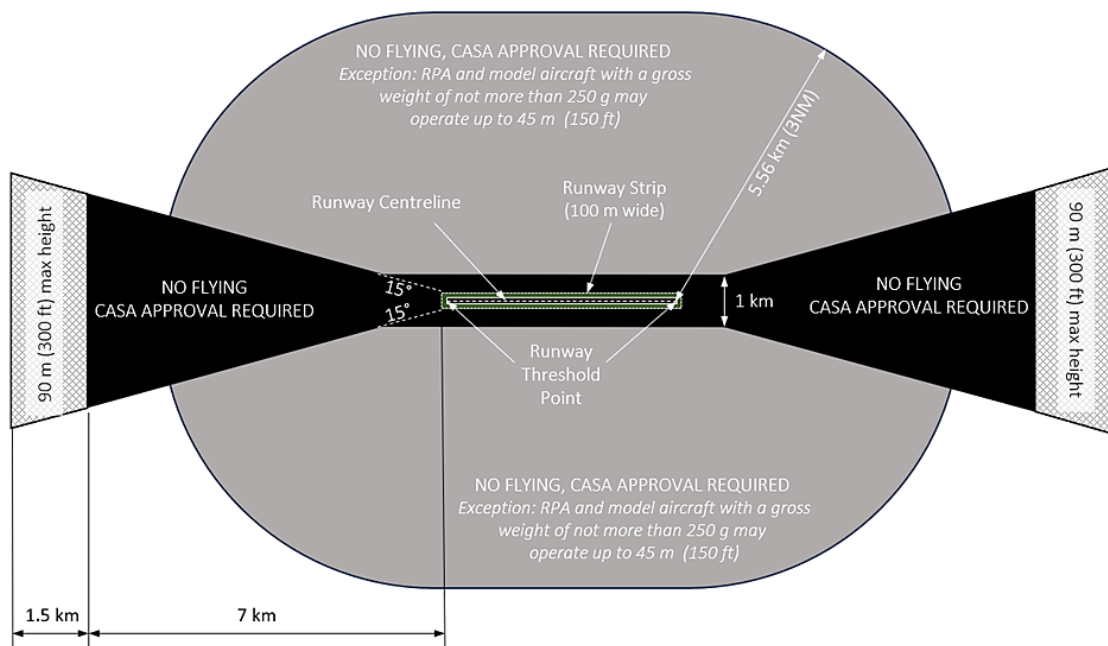 NO FLYING, CASA APPROVAL REQUIRED
Exception: RPA and model aircraft with a gross
weight of not more than 250 g may
operate up to 45 m (150 ft)
5.56 km (3NM)
Runway Strip
(100 m wide)
Runway Centreline
90 m (300 ft) max height
NO FLYING
CASA APPROVAL REQUIRED
15°
15°
1 km
NO FLYING
CASA APPROVAL REQUIRED
90 m (300 ft) max height
Runway
Threshold
Point
NO FLYING, CASA APPROVAL REQUIRED
Exception: RPA and model aircraft with a gross
weight of not more than 250 g may
operate up to 45 m (150 ft)
1.5 km
7 km